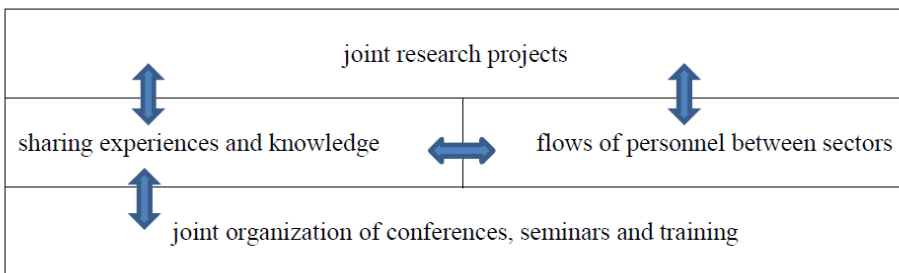 joint research projects
sharing experiences and knowledge
flows of personnel between sectors
joint organization of conferences, seminars and training